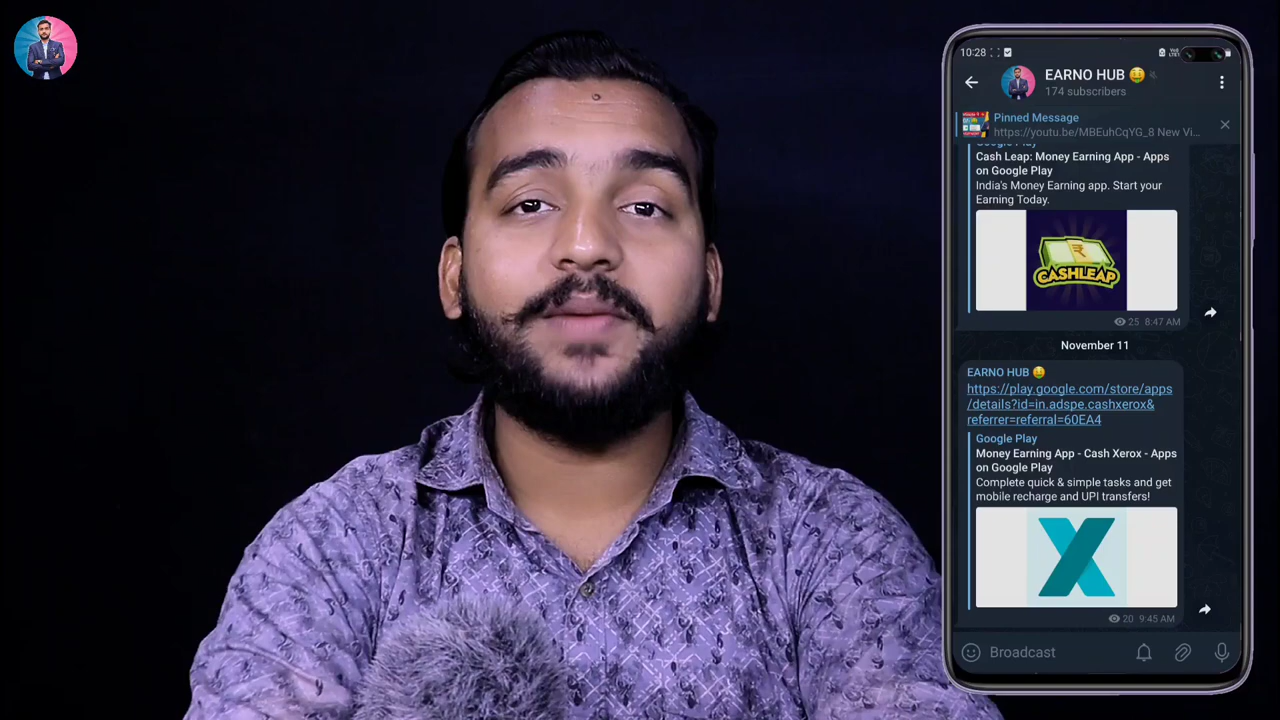 10:28
EARNO HUB 🤑
174 subscribers
Pinned Message
https://youtu.be/MBEuhCqYG_8 New Vi...
Google Play
Cash Leap: Money Earning App - Apps
on Google Play
India's Money Earning app. Start your
Earning Today.
CASHLEAP
25 8:47 AM
November 11
EARNO HUB 🤑
https://play.google.com/store/apps
/details?id=in.adspe.cashxerox&
referrer=referral=60EA4
Google Play
Money Earning App - Cash Xerox - Apps
on Google Play
Complete quick & simple tasks and get
mobile recharge and UPI transfers!
X
20 9:45 AM
Broadcast